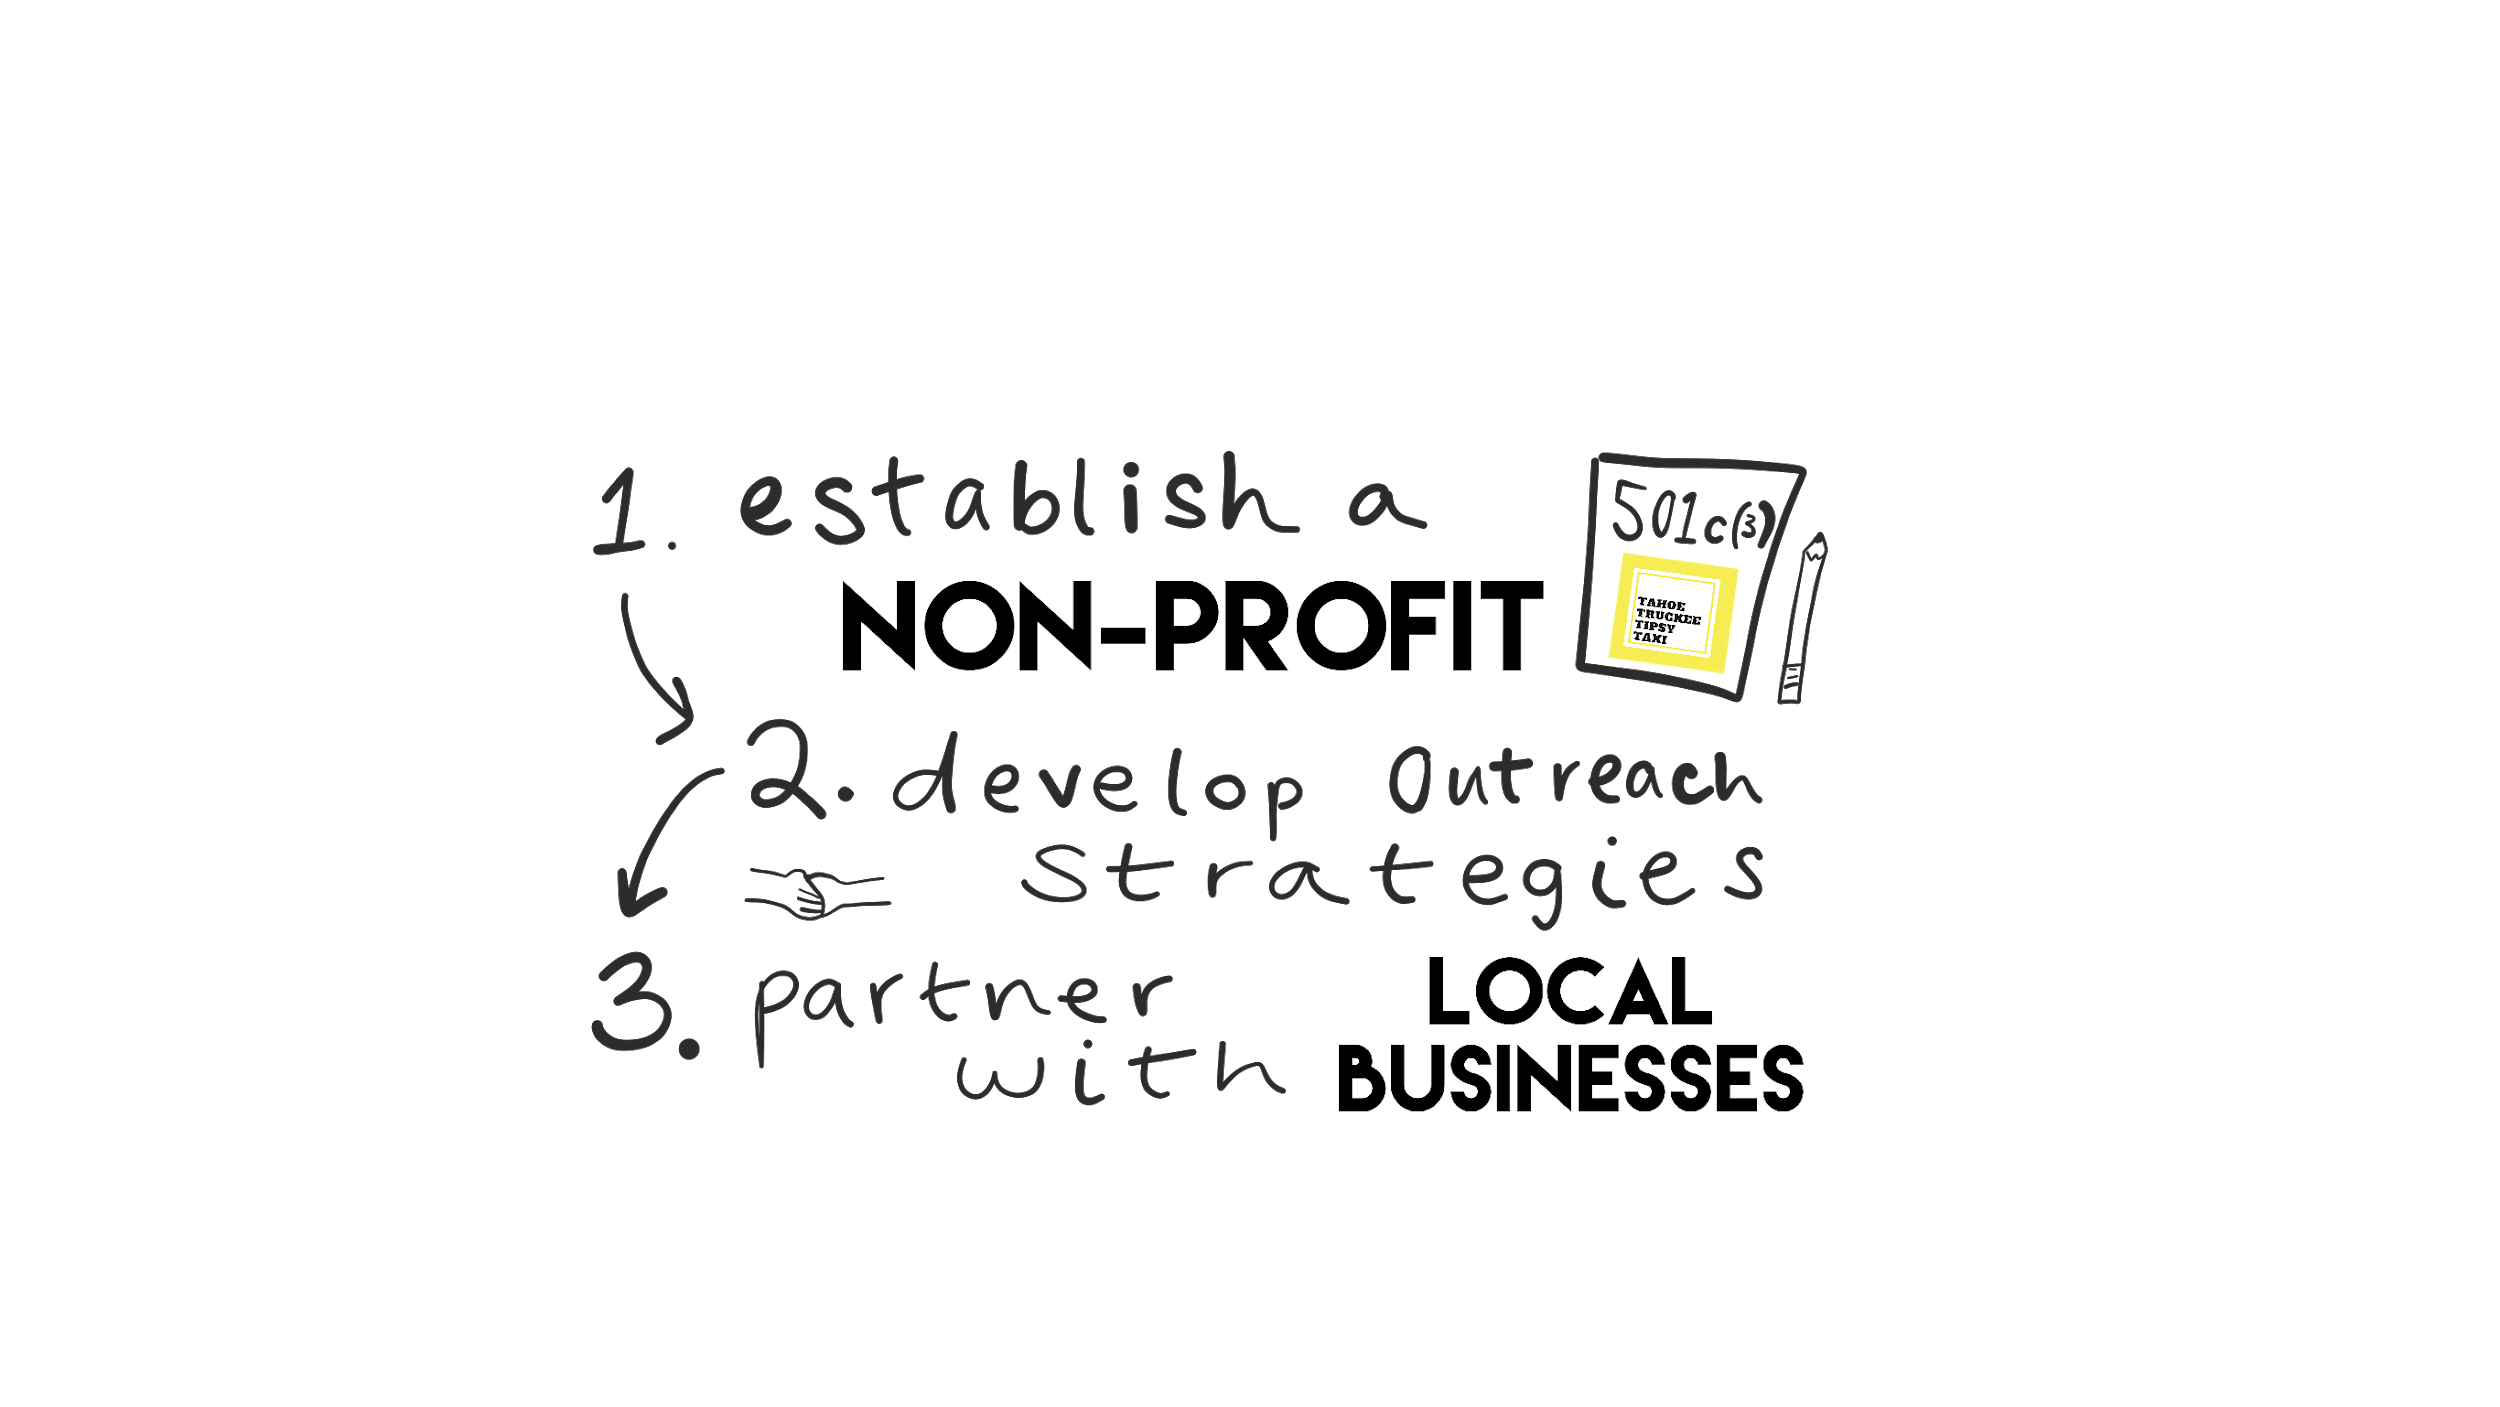 1. establish a
NON-PROFIT
501c(3)
TAHOE
TRUCKEE
TIPSY
TAXI
2. develop Outreach
Strategies
3. partner
with
LOCAL
BUSINESSES